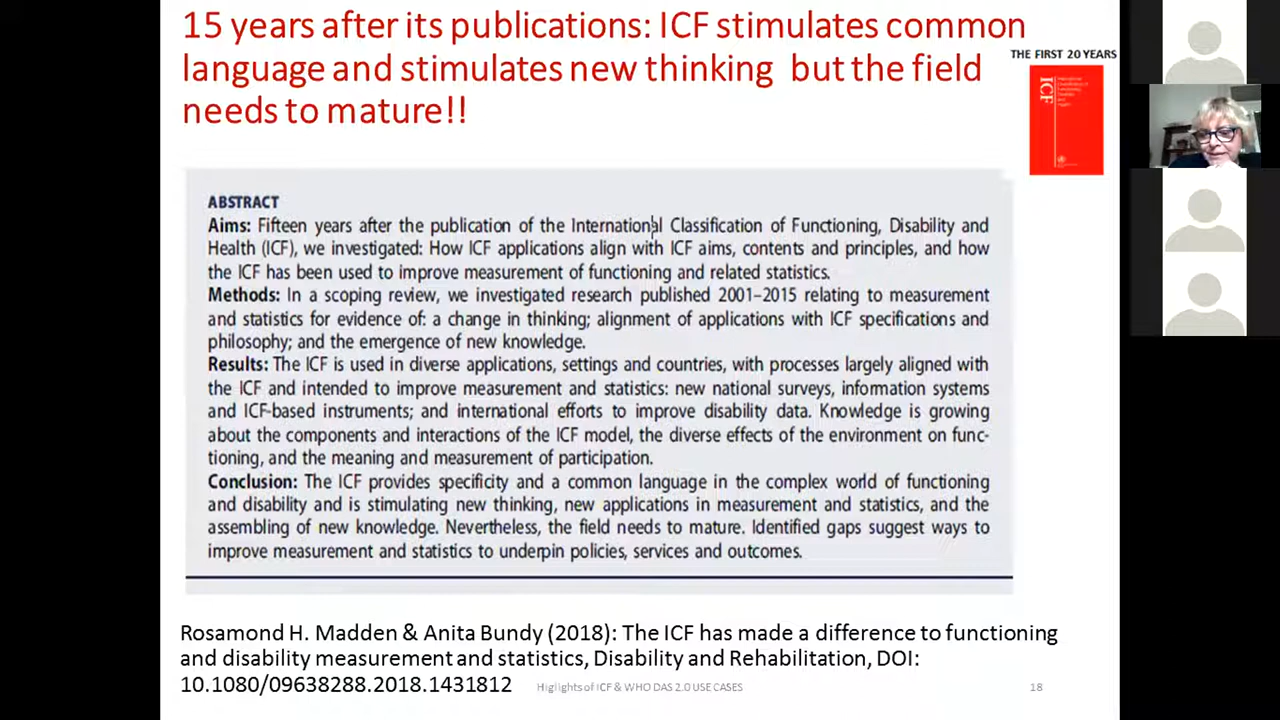 15 years after its publications: ICF stimulates common
language and stimulates new thinking but the field
needs to mature!!
THE FIRST 20 YEARS
ICF
ABSTRACT
Aims: Fifteen years after the publication of the International Classification of Functioning, Disability and
Health (ICF), we investigated: How ICF applications align with ICF aims, contents and principles, and how
the ICF has been used to improve measurement of functioning and related statistics.
Methods: In a scoping review, we investigated research published 2001–2015 relating to measurement
and statistics for evidence of: a change in thinking; alignment of applications with ICF specifications and
philosophy; and the emergence of new knowledge.
Results: The ICF is used in diverse applications, settings and countries, with processes largely aligned with
the ICF and intended to improve measurement and statistics: new national surveys, information systems
and ICF-based instruments; and international efforts to improve disability data. Knowledge is growing
about the components and interactions of the ICF model, the diverse effects of the environment on func-
tioning, and the meaning and measurement of participation.
Conclusion: The ICF provides specificity and a common language in the complex world of functioning
and disability and is stimulating new thinking, new applications in measurement and statistics, and the
assembling of new knowledge. Nevertheless, the field needs to mature. Identified gaps suggest ways to
improve measurement and statistics to underpin policies, services and outcomes.
Rosamond H. Madden & Anita Bundy (2018): The ICF has made a difference to functioning
and disability measurement and statistics, Disability and Rehabilitation, DOI:
10.1080/09638288.2018.1431812
Higlights of ICF & WHO DAS 2.0 USE CASES
18